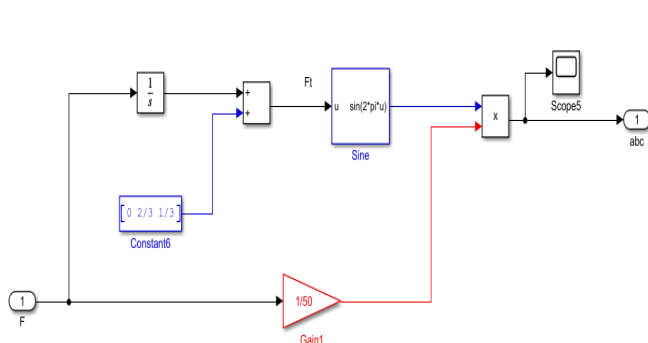 1
s
+
+
Ft
u sin(2*pi*u)
Sine
x
Scope5
1
abc
[0 2/3 1/3]
Constant6
1
F
1/50
Gain1